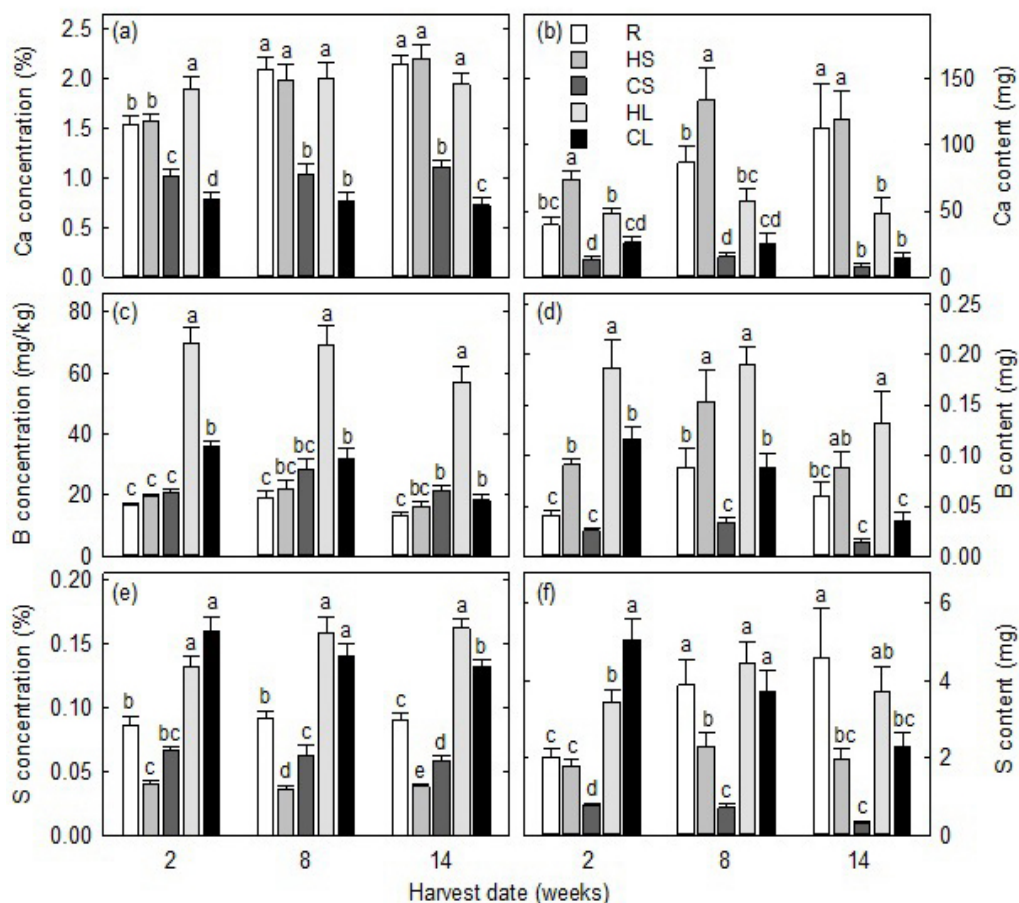 (a)
Ca concentration (%)
2.5
2.0
1.5
1.0
0.5
0.0
b b c a d
a a b a b
a a b a c
(b)
R
HS
CS
HL
CL
bc a d b cd
b a d bc cd
a a b b b
150
100
50
0
Ca content (mg)
(c)
B concentration (mg/kg)
80
60
40
20
0
c c c a b
c bc bc a b
c bc b a b
(d)
c b c a b
b a c a b
bc ab c a c
0.25
0.20
0.15
0.10
0.05
0.00
B content (mg)
(e)
S concentration (%)
0.20
0.15
0.10
0.05
0.00
b c bc a a
b d c a a
c e d a b
2 8 14
(f)
c c d b a
a b c a a
a bc c ab bc
6
4
2
0
S content (mg)
2 8 14
Harvest date (weeks)